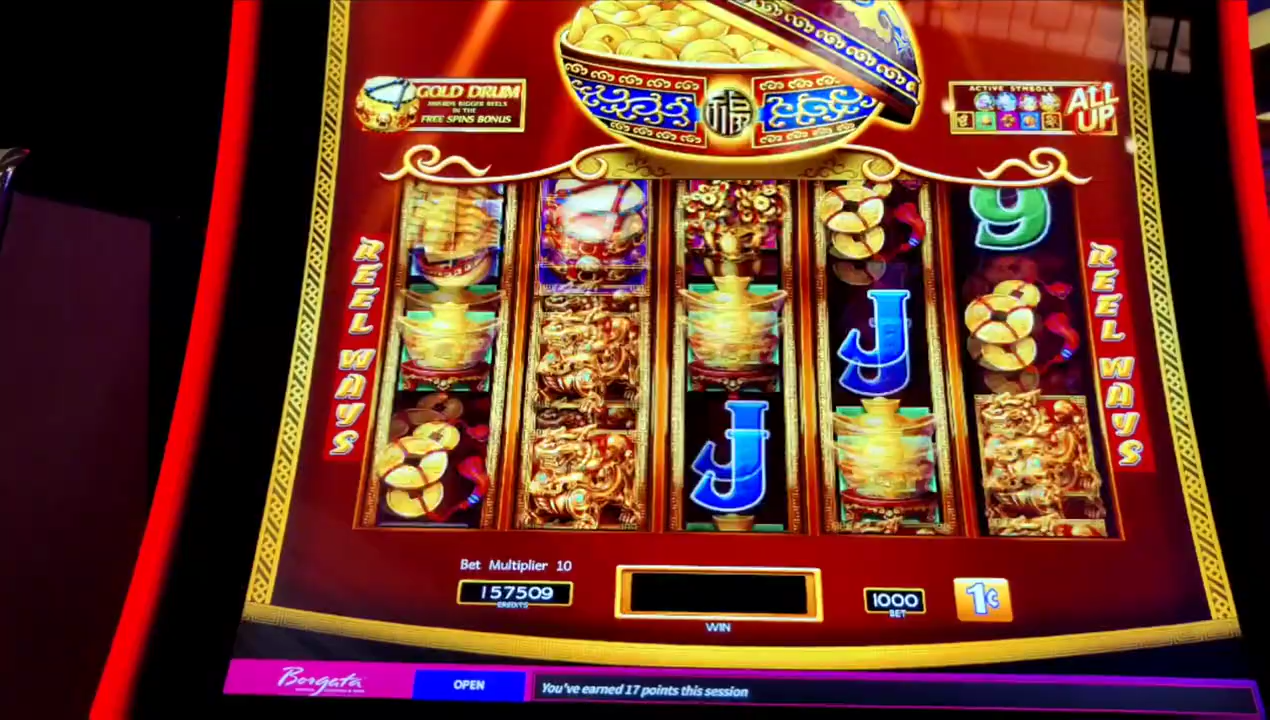 GOLD DRUM
AWARDS BIGGER REELS
IN THE
FREE SPINS BONUS
福
ACTIVE SYMBOLS
ALL
UP
9
J
J
REEL WAYS
REEL WAYS
Bet Multiplier 10
157509
CREDITS
WIN
1000
BET
1¢
Borgata
OPEN
You've earned 17 points this session